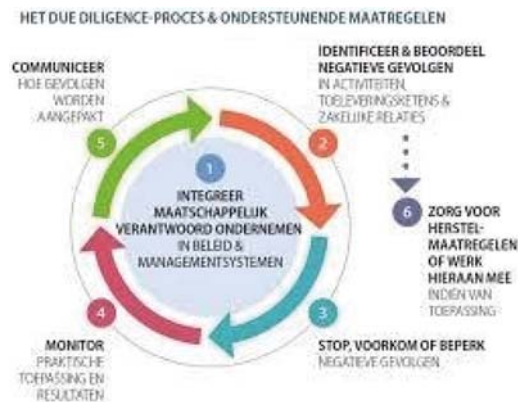 HET DUE DILIGENCE-PROCES & ONDERSTEUNENDE MAATREGELEN
1
INTEGREER
MAATSCHAPPELIJK
VERANTWOORD ONDERNEMEN
IN BELEID &
MANAGEMENTSYSTEMEN
2
IDENTIFICEER & BEOORDEEL
NEGATIEVE GEVOLGEN
IN ACTIVITEITEN,
TOELEVERINGSKETENS &
ZAKELIJKE RELATIES
3
STOP, VOORKOM OF BEPERK
NEGATIEVE GEVOLGEN
4
MONITOR
PRAKTISCHE
TOEPASSING EN
RESULTATEN
5
COMMUNICEER
HOE GEVOLGEN
WORDEN
AANGEPAKT
6
ZORG VOOR
HERSTEL-
MAATREGELEN
OF WERK
HIERAAN MEE
INDIEN VAN
TOEPASSING